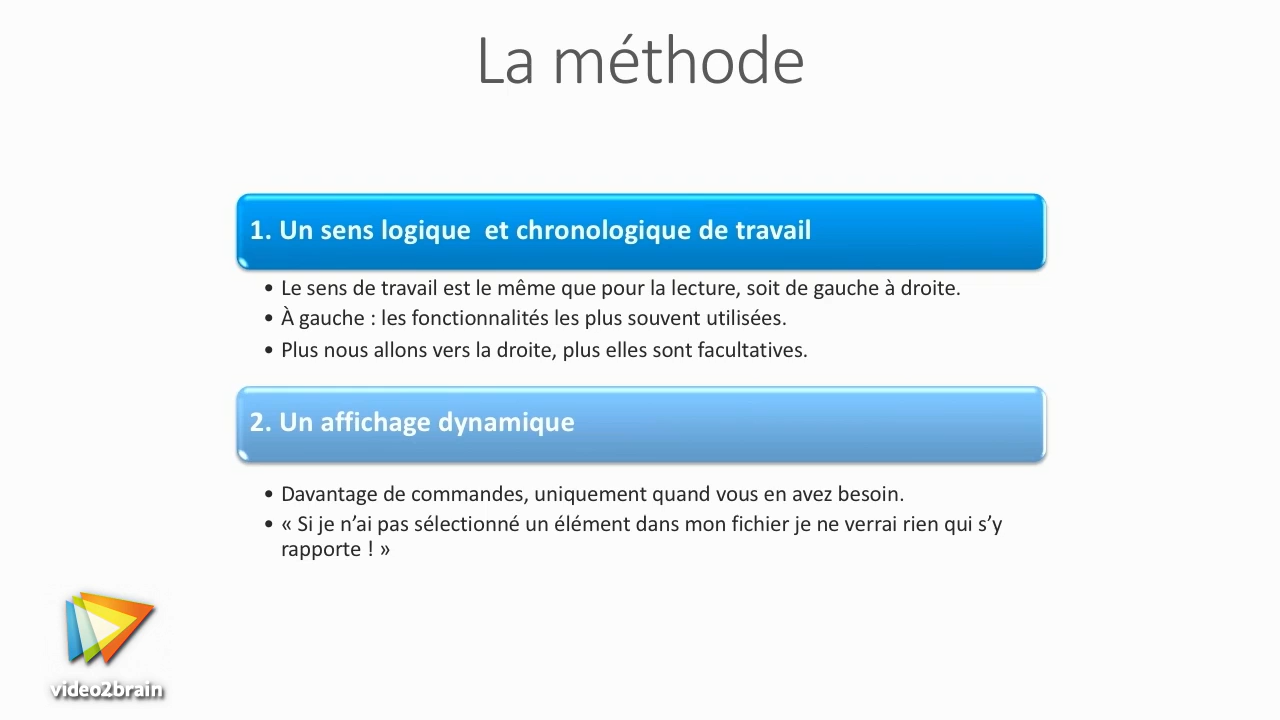 La méthode
1. Un sens logique  et chronologique de travail
• Le sens de travail est le même que pour la lecture, soit de gauche à droite.
• À gauche : les fonctionnalités les plus souvent utilisées.
• Plus nous allons vers la droite, plus elles sont facultatives.
2. Un affichage dynamique
• Davantage de commandes, uniquement quand vous en avez besoin.
• « Si je n’ai pas sélectionné un élément dans mon fichier je ne verrai rien qui s’y
rapporte ! »
video2brain